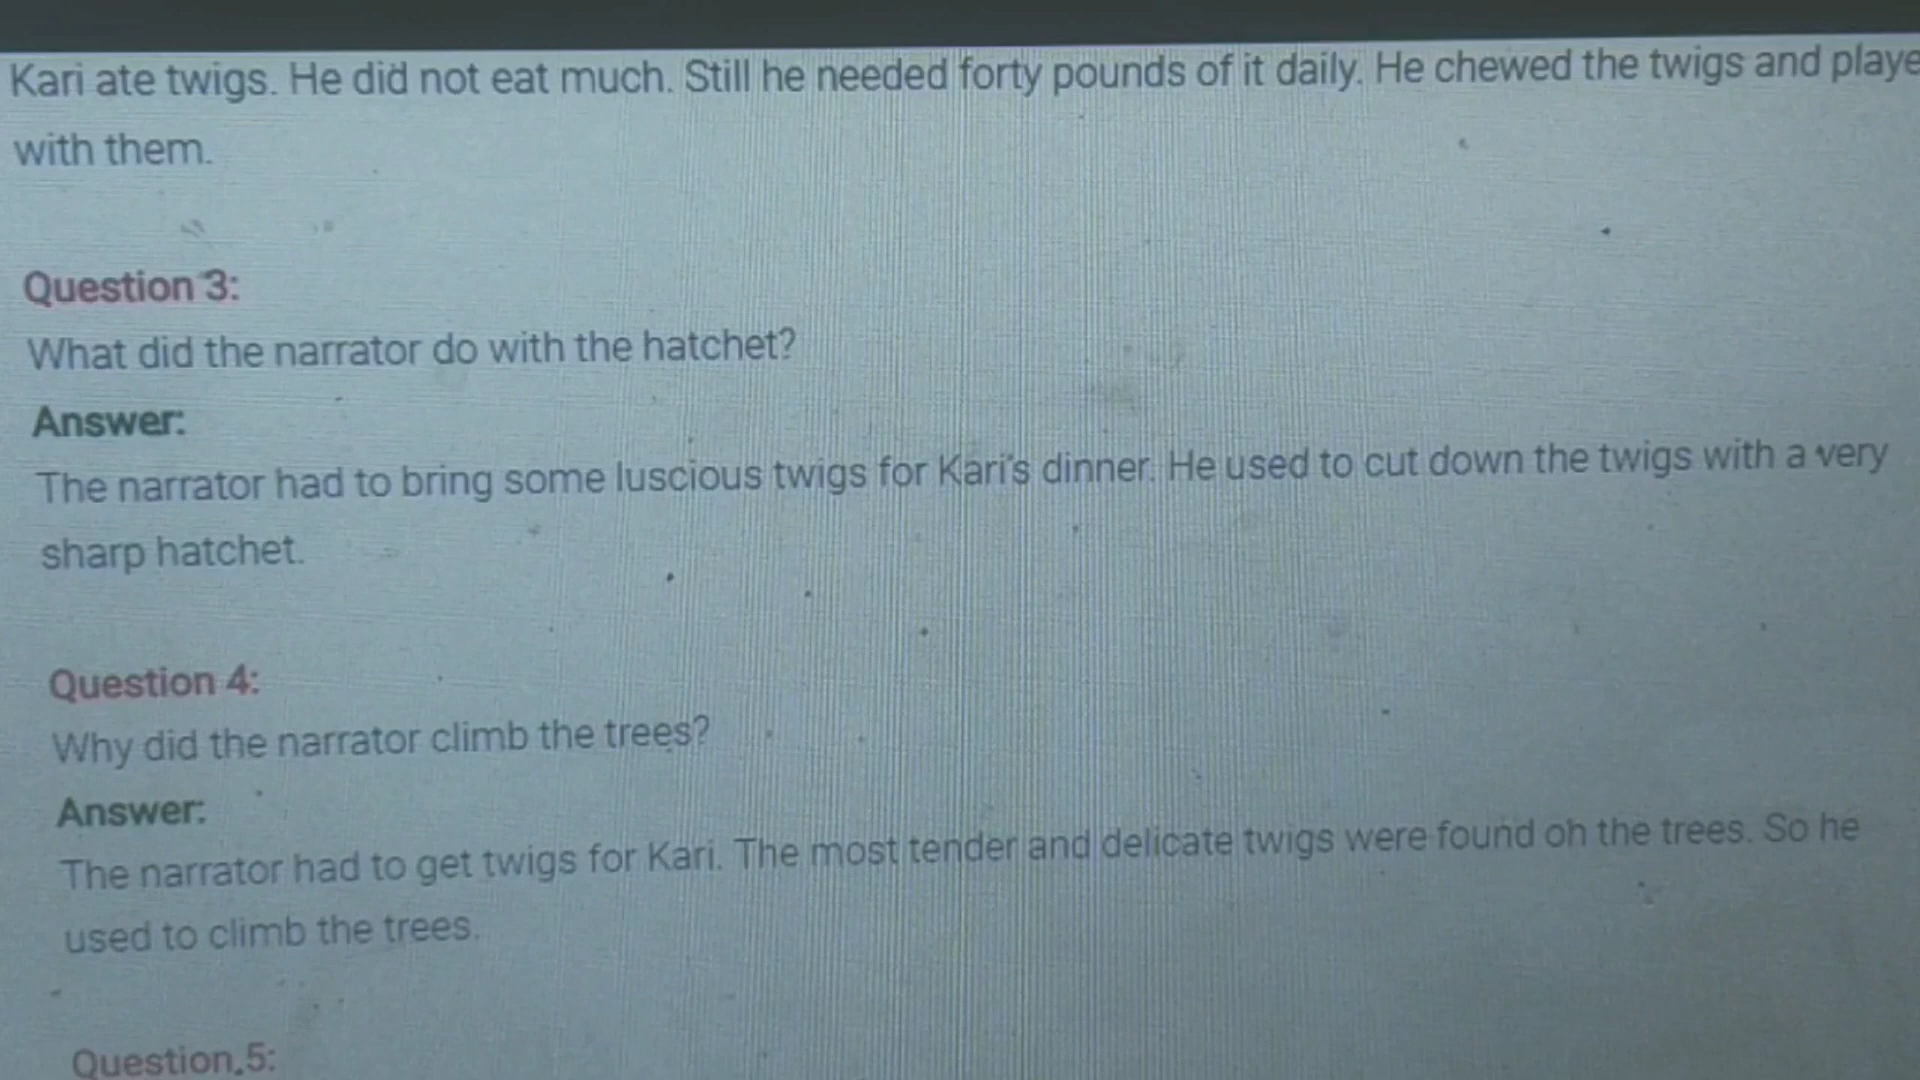 Kari ate twigs. He did not eat much. Still he needed forty pounds of it daily. He chewed the twigs and playe
with them.
Question 3:
What did the narrator do with the hatchet?
Answer:
The narrator had to bring some luscious twigs for Kari's dinner. He used to cut down the twigs with a very
sharp hatchet.
Question 4:
Why did the narrator climb the trees?
Answer:
The narrator had to get twigs for Kari. The most tender and delicate twigs were found oh the trees. So he
used to climb the trees.
Question 5: